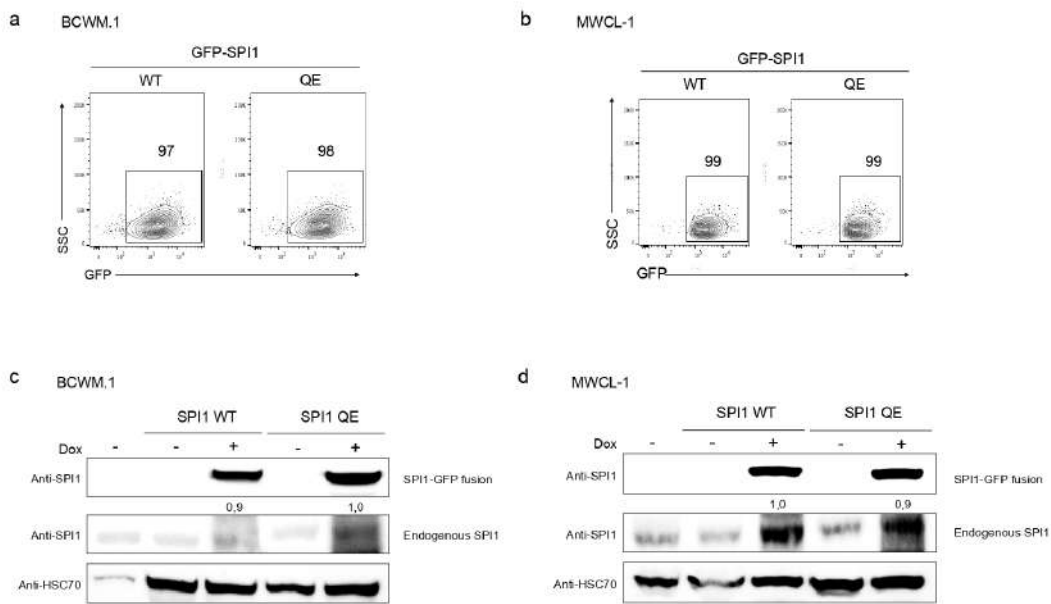 a BCWM.1
GFP-SPI1
WT QE
97 98
SSC
GFP
b MWCL-1
GFP-SPI1
WT QE
99 99
SSC
GFP
c BCWM.1
SPI1 WT SPI1 QE
Dox - - + - +
Anti-SPI1 SPI1-GFP fusion
0,9 1,0
Anti-SPI1 Endogenous SPI1
Anti-HSC70
d MWCL-1
SPI1 WT SPI1 QE
Dox - - + - +
Anti-SPI1 SPI1-GFP fusion
1,0 0,9
Anti-SPI1 Endogenous SPI1
Anti-HSC70